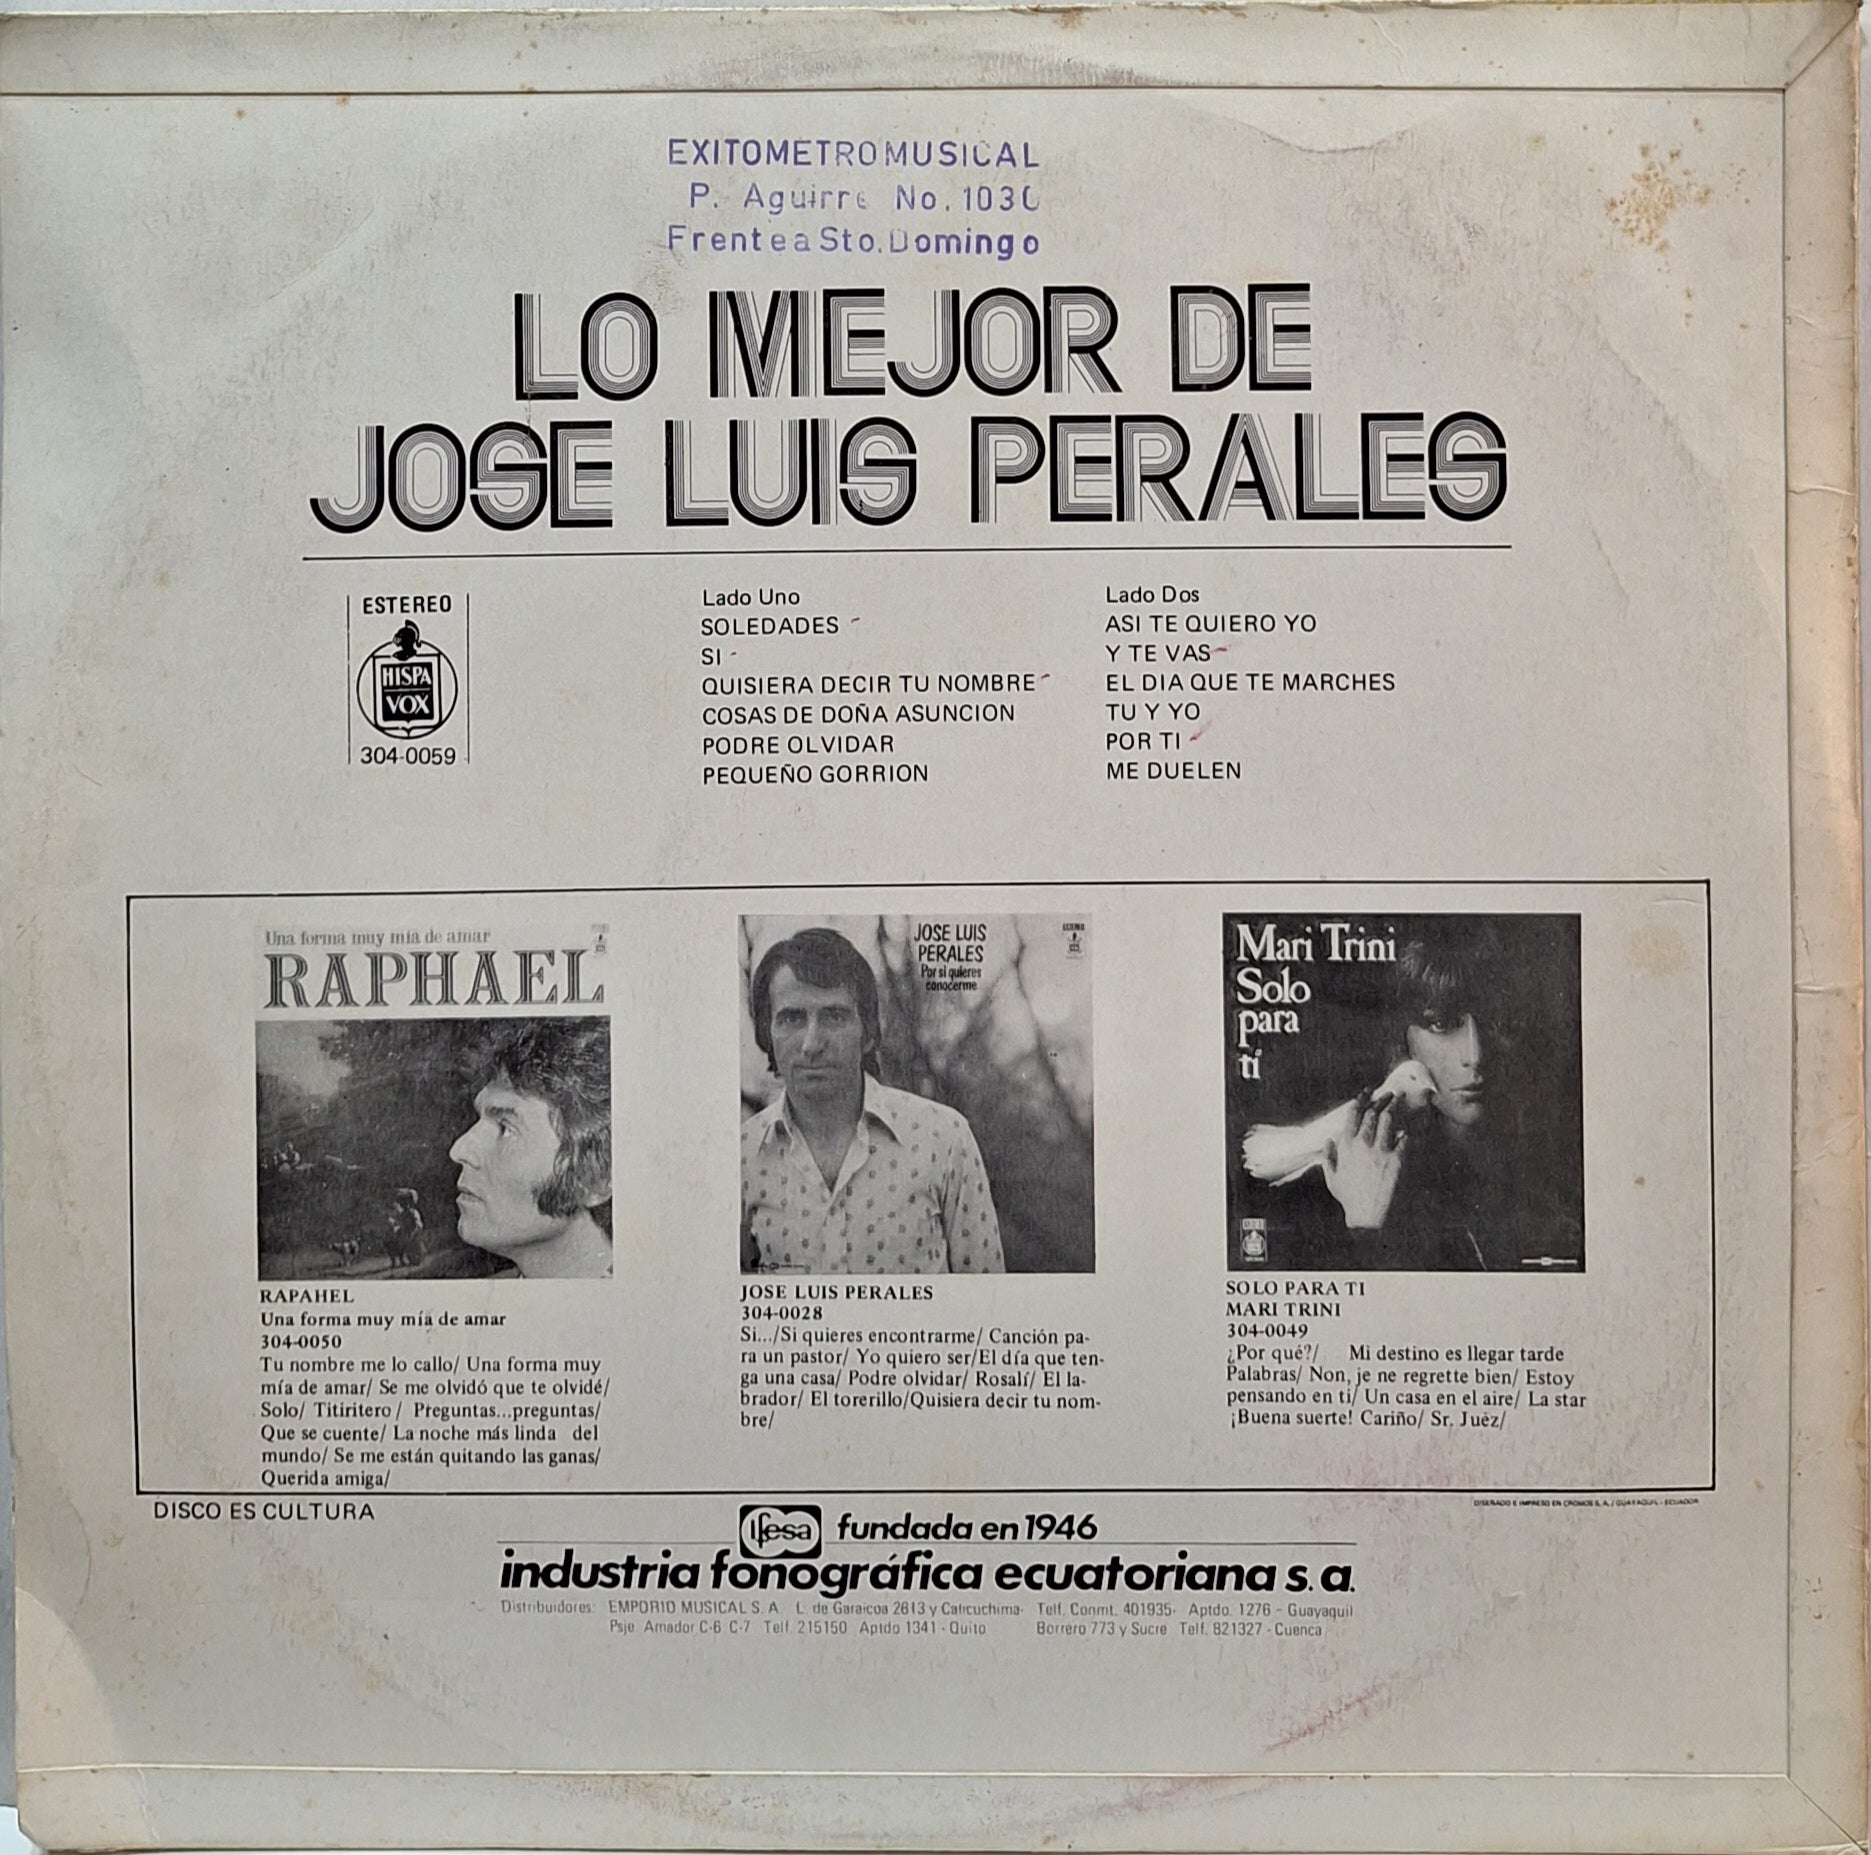 EXITOMETRO MUSICAL
P. Aguirre No. 103
Frente a Sto. Domingo
LO MEJOR DE
JOSE LUIS PERALES
ESTEREO
HISPA
VOX
304-0059
Lado Uno
SOLEDADES
SI
QUISIERA DECIR TU NOMBRE
COSAS DE DOÑA ASUNCION
PODRE OLVIDAR
PEQUEÑO GORRION
Lado Dos
ASI TE QUIERO YO
Y TE VAS
EL DIA QUE TE MARCHES
TU Y YO
POR TI
ME DUELEN
Una forma muy mía de amar
RAPHAEL
RAPAHEL
Una forma muy mía de amar
304-0050
Tu nombre me lo callo/ Una forma muy
mía de amar/ Se me olvidó que te olvidé/
Solo/ Titiritero/ Preguntas...preguntas/
Que se cuente/ La noche más linda del
mundo/ Se me están quitando las ganas/
Querida amiga/
JOSE LUIS
PERALES
Por si quieres
conocerme
ESTEREO
JOSE LUIS PERALES
304-0028
Si.../Si quieres encontrarme/ Canción pa-
ra un pastor/ Yo quiero ser/El día que ten-
ga una casa/ Podre olvidar/ Rosalí/ El la-
brador/ El torerillo/Quisiera decir tu nom-
bre/
Mari Trini
Solo
para
tí
SOLO PARA TI
MARI TRINI
304-0049
¿Por qué?/ Mi destino es llegar tarde
Palabras/ Non, je ne regrette bien/ Estoy
pensando en ti/ Un casa en el aire/ La star
¡Buena suerte! Cariño/ Sr. Juéz/
DISCO ES CULTURA
DISEÑADO E IMPRESO EN CROMOS S.A. / GUAYAQUIL - ECUADOR
Ifesa fundada en 1946
industria fonográfica ecuatoriana s.a.
Distribuidores: EMPORIO MUSICAL S. A. L. de Garaicoa 2613 y Calicuchima- Telf. Conmt. 401935- Aptdo. 1276 - Guayaquil
Psje. Amador C-6 C-7 Telf. 215150 Aptdo 1341 - Quito Borrero 773 y Sucre Telf. 821327 - Cuenca